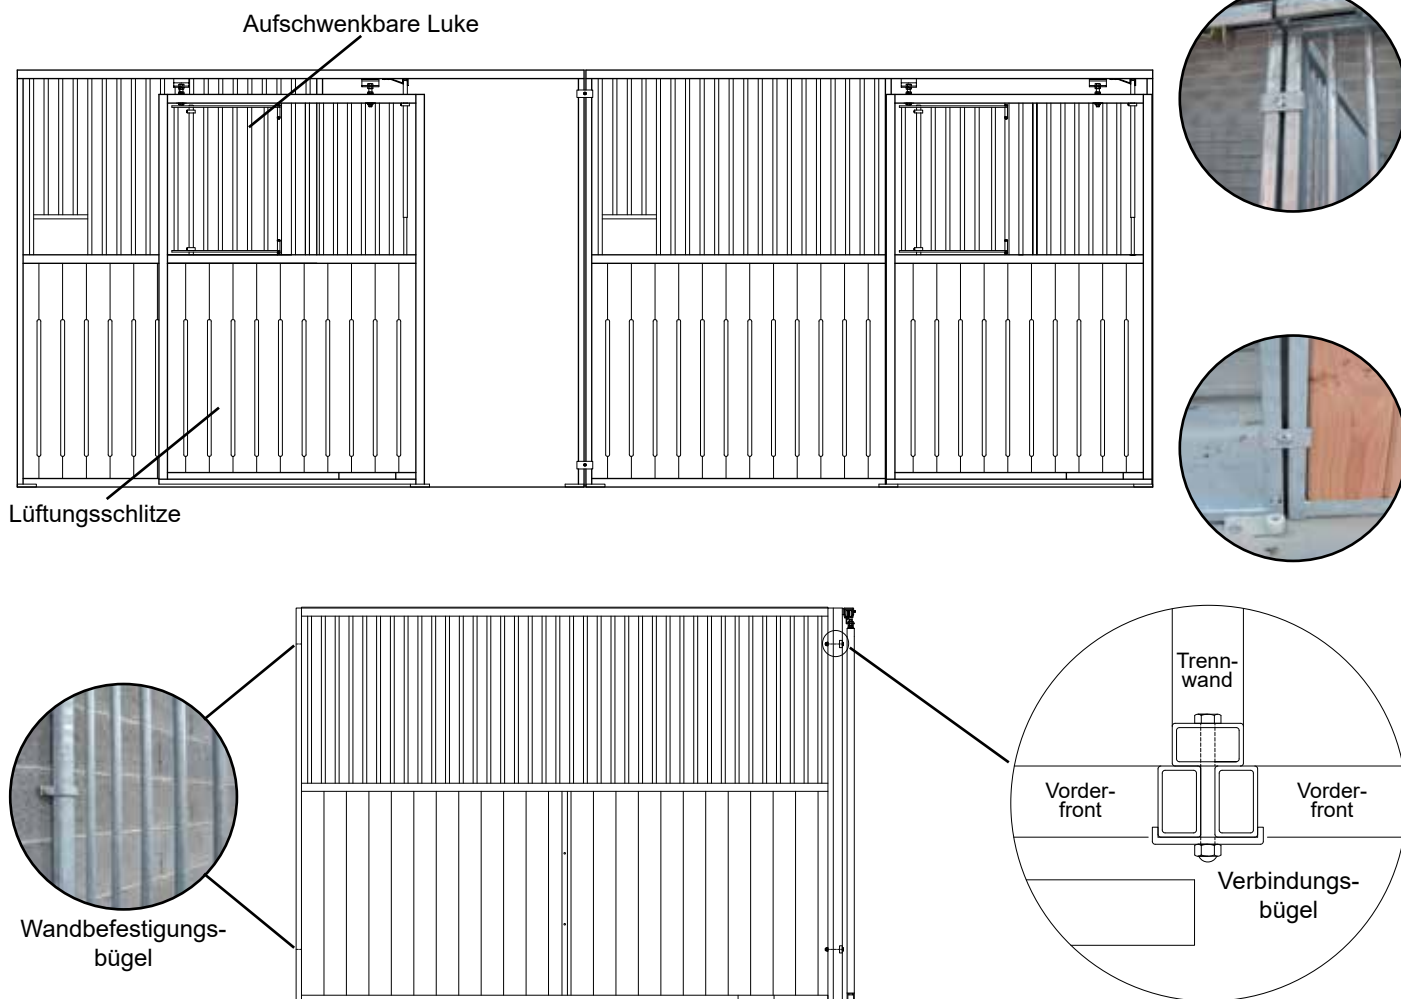 Aufschwenkbare Luke
Lüftungsschlitze
Trenn-
wand
Vorder-
front
Vorder-
front
Verbindungs-
bügel
Wandbefestigungs-
bügel